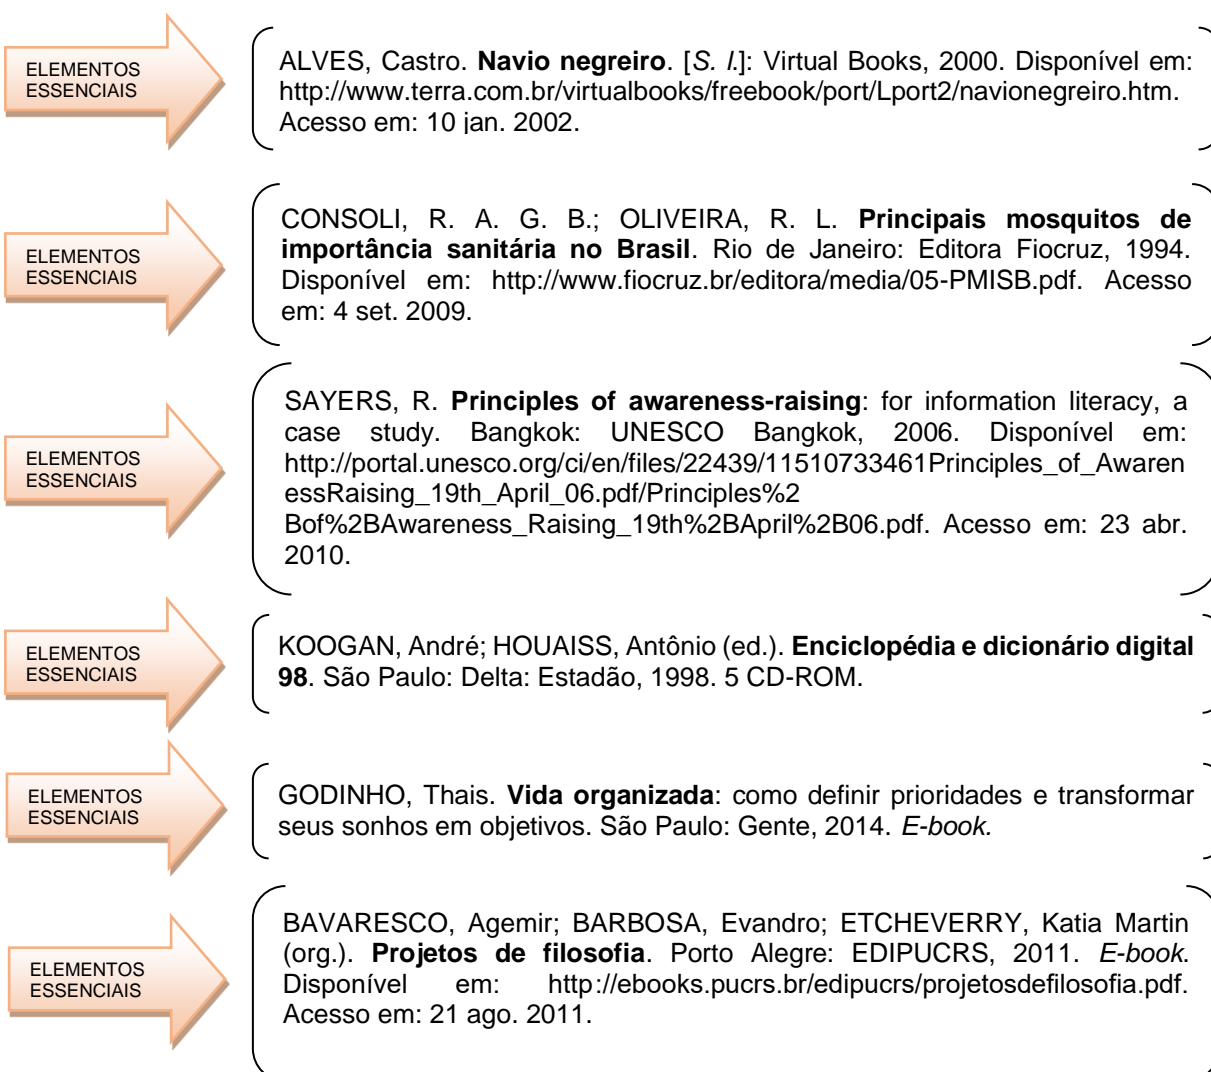 ELEMENTOS
ESSENCIAIS
ALVES, Castro. Navio negreiro. [S. l.]: Virtual Books, 2000. Disponível em:
http://www.terra.com.br/virtualbooks/freebook/port/Lport2/navionegreiro.htm.
Acesso em: 10 jan. 2002.
ELEMENTOS
ESSENCIAIS
CONSOLI, R. A. G. B.; OLIVEIRA, R. L. Principais mosquitos de
importância sanitária no Brasil. Rio de Janeiro: Editora Fiocruz, 1994.
Disponível em: http://www.fiocruz.br/editora/media/05-PMISB.pdf. Acesso
em: 4 set. 2009.
ELEMENTOS
ESSENCIAIS
SAYERS, R. Principles of awareness-raising: for information literacy, a
case study. Bangkok: UNESCO Bangkok, 2006. Disponível em:
http://portal.unesco.org/ci/en/files/22439/11510733461Principles_of_Awaren
essRaising_19th_April_06.pdf/Principles%2
Bof%2BAwareness_Raising_19th%2BApril%2B06.pdf. Acesso em: 23 abr.
2010.
ELEMENTOS
ESSENCIAIS
KOOGAN, André; HOUAISS, Antônio (ed.). Enciclopédia e dicionário digital
98. São Paulo: Delta: Estadão, 1998. 5 CD-ROM.
ELEMENTOS
ESSENCIAIS
GODINHO, Thais. Vida organizada: como definir prioridades e transformar
seus sonhos em objetivos. São Paulo: Gente, 2014. E-book.
ELEMENTOS
ESSENCIAIS
BAVARESCO, Agemir; BARBOSA, Evandro; ETCHEVERRY, Katia Martin
(org.). Projetos de filosofia. Porto Alegre: EDIPUCRS, 2011. E-book.
Disponível em: http://ebooks.pucrs.br/edipucrs/projetosdefilosofia.pdf.
Acesso em: 21 ago. 2011.